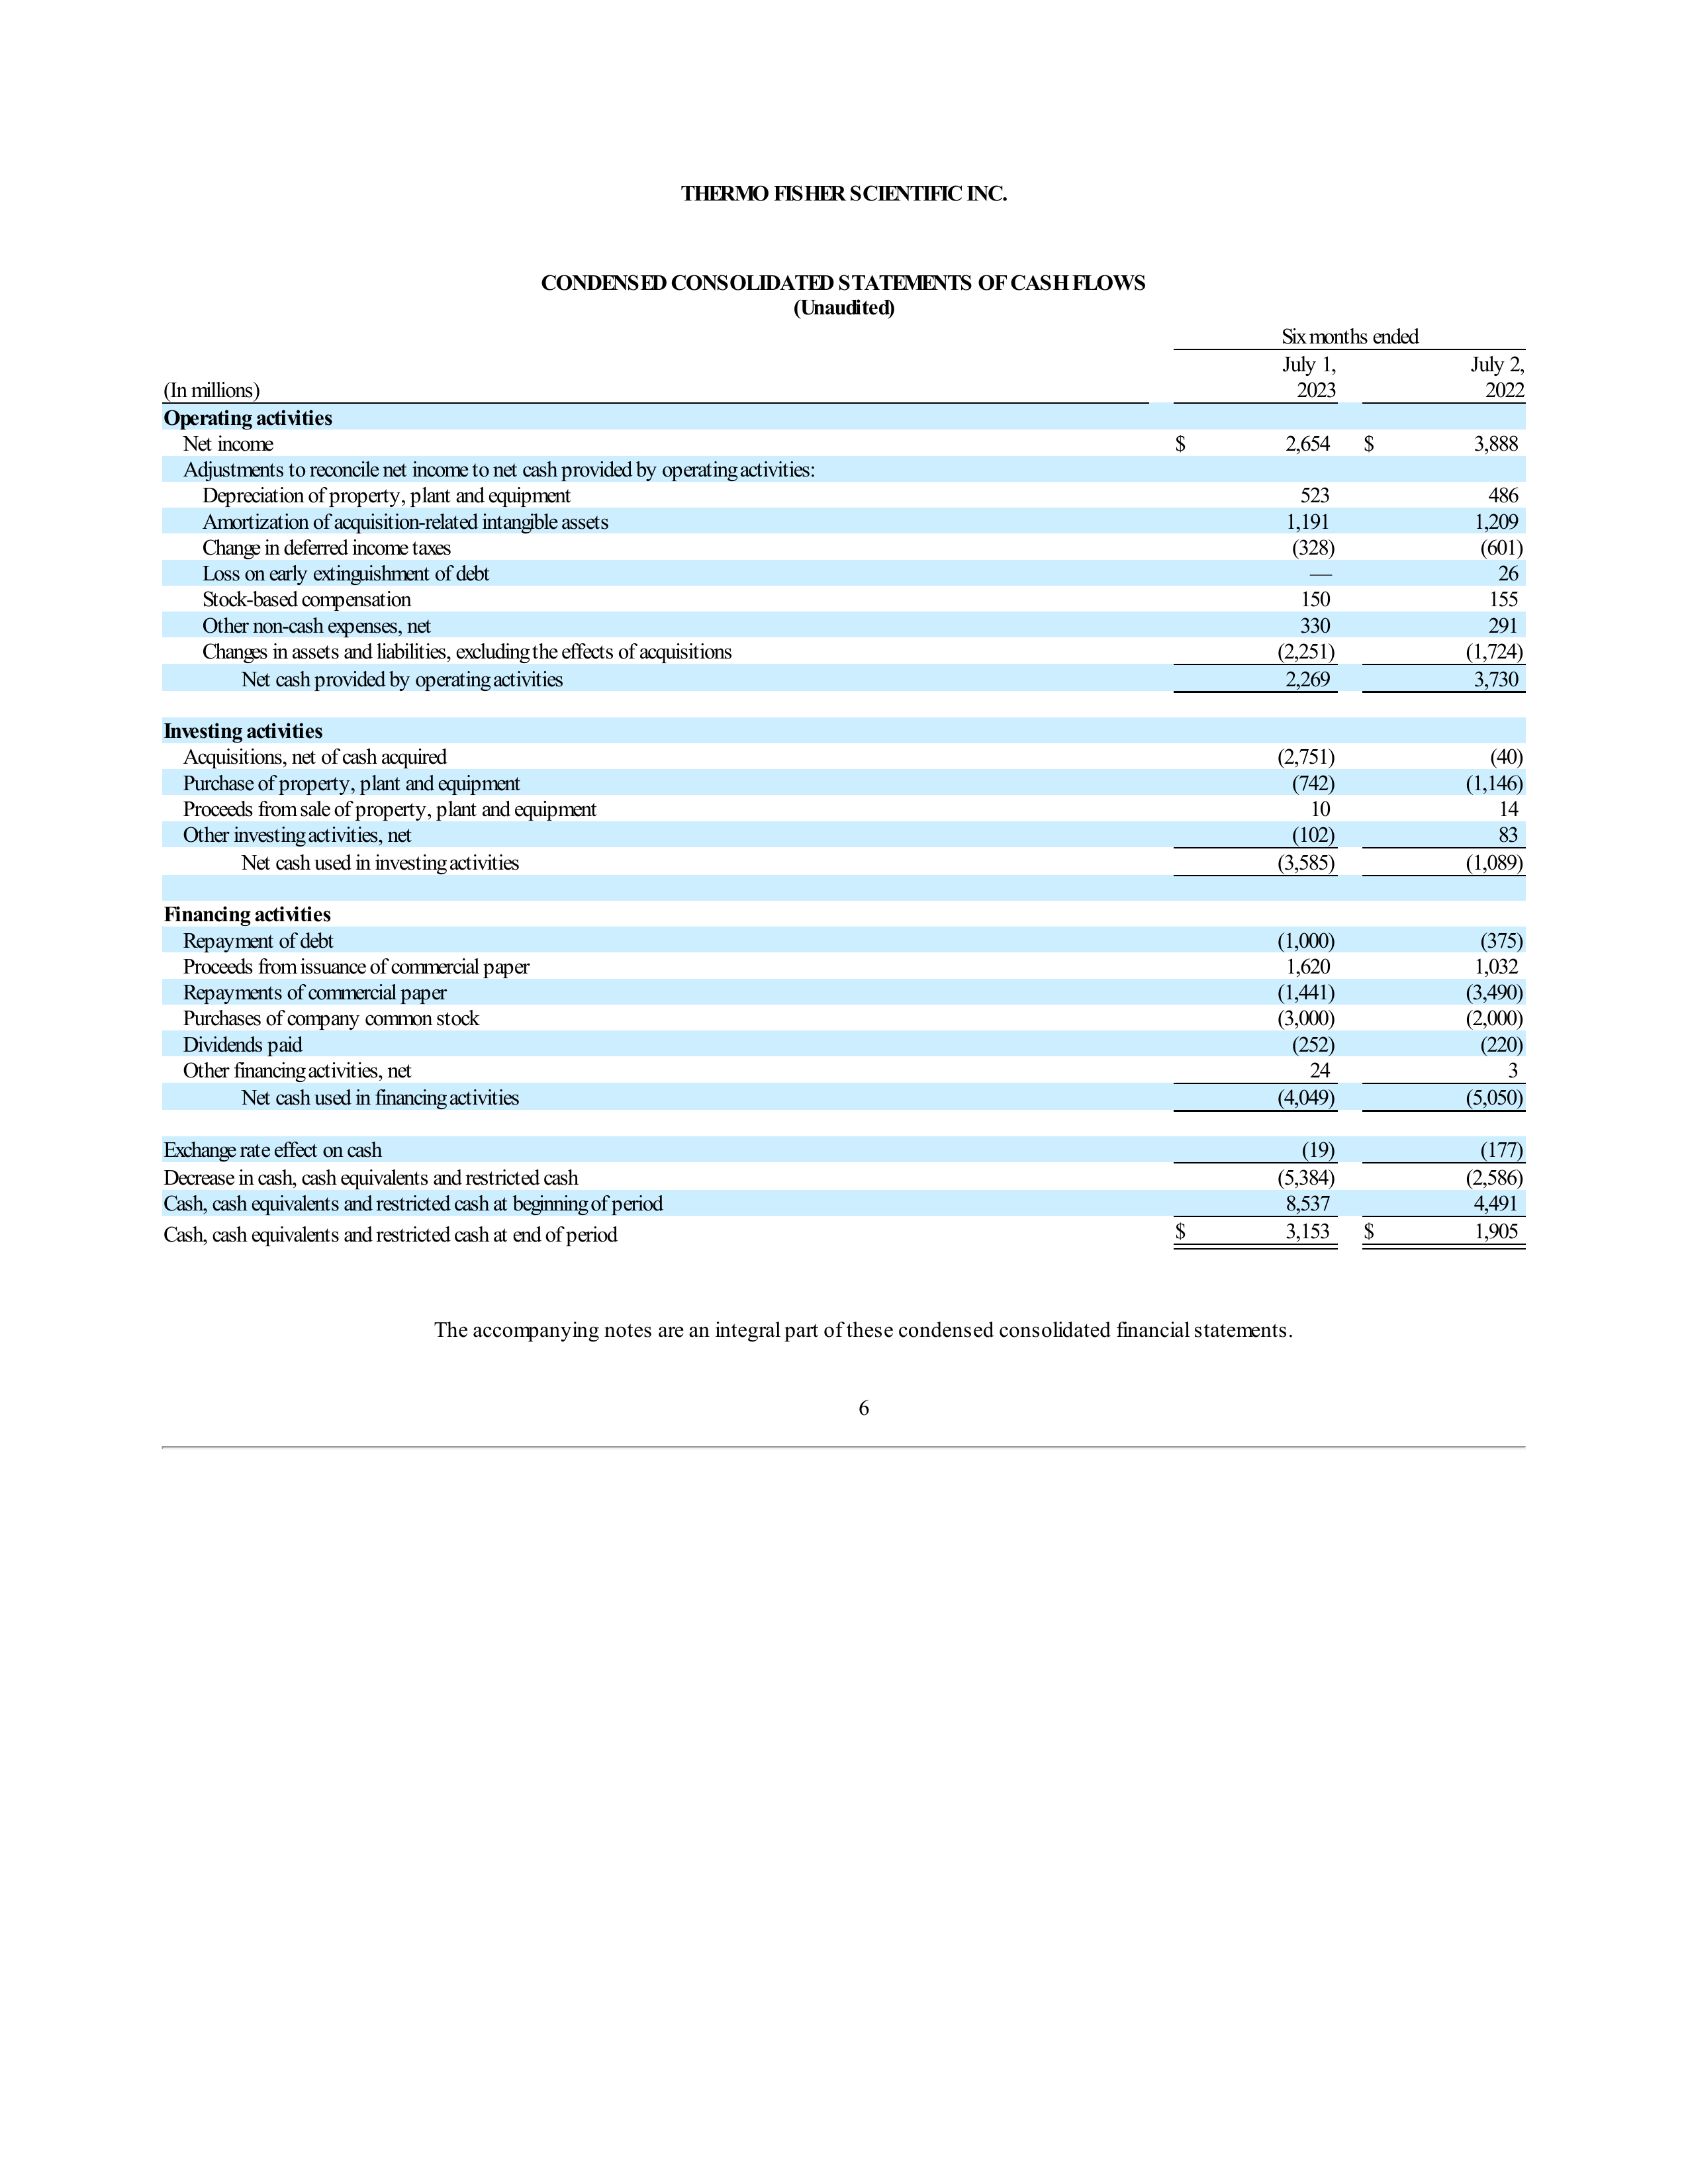 THERMO FISHER SCIENTIFIC INC.
CONDENSED CONSOLIDATED STATEMENTS OF CASH FLOWS
(Unaudited)
Six months ended
(In millions) July 1, 2023 July 2, 2022
Operating activities
Net income $ 2,654 $ 3,888
Adjustments to reconcile net income to net cash provided by operating activities:
Depreciation of property, plant and equipment 523 486
Amortization of acquisition-related intangible assets 1,191 1,209
Change in deferred income taxes (328) (601)
Loss on early extinguishment of debt — 26
Stock-based compensation 150 155
Other non-cash expenses, net 330 291
Changes in assets and liabilities, excluding the effects of acquisitions (2,251) (1,724)
Net cash provided by operating activities 2,269 3,730
Investing activities
Acquisitions, net of cash acquired (2,751) (40)
Purchase of property, plant and equipment (742) (1,146)
Proceeds from sale of property, plant and equipment 10 14
Other investing activities, net (102) 83
Net cash used in investing activities (3,585) (1,089)
Financing activities
Repayment of debt (1,000) (375)
Proceeds from issuance of commercial paper 1,620 1,032
Repayments of commercial paper (1,441) (3,490)
Purchases of company common stock (3,000) (2,000)
Dividends paid (252) (220)
Other financing activities, net 24 3
Net cash used in financing activities (4,049) (5,050)
Exchange rate effect on cash (19) (177)
Decrease in cash, cash equivalents and restricted cash (5,384) (2,586)
Cash, cash equivalents and restricted cash at beginning of period 8,537 4,491
Cash, cash equivalents and restricted cash at end of period $ 3,153 $ 1,905
The accompanying notes are an integral part of these condensed consolidated financial statements.
6